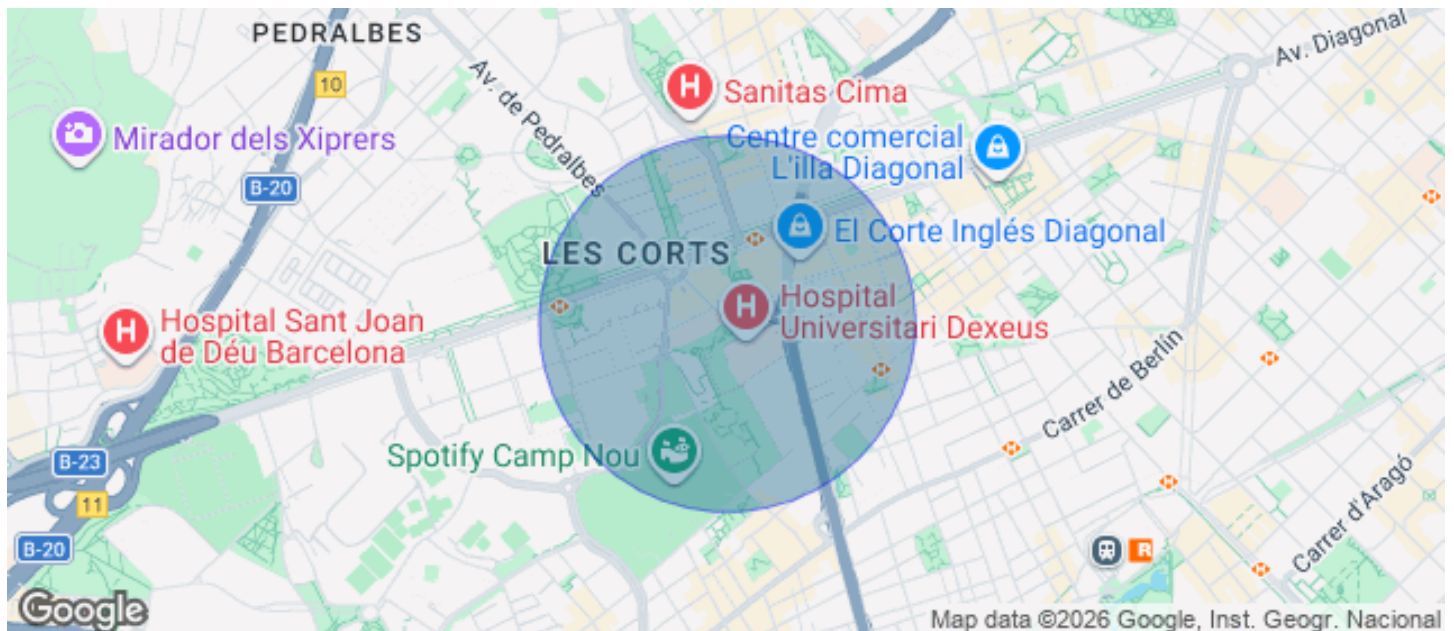 PEDRALBES
10
Av. de Pedralbes
Sanitas Cima
Av. Diagonal
Mirador dels Xiprers
Centre comercial
L'illa Diagonal
B-20
El Corte Inglés Diagonal
LES CORTS
Hospital
Universitari Dexeus
Hospital Sant Joan
de Déu Barcelona
Carrer de Berlín
Spotify Camp Nou
B-23
11
Carrer d'Aragó
B-20
R
Google
Map data ©2026 Google, Inst. Geogr. Nacional